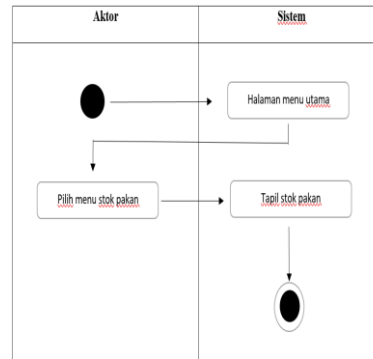 Aktor
Sistem
Halaman menu utama
Pilih menu stok pakan
Tapil stok pakan